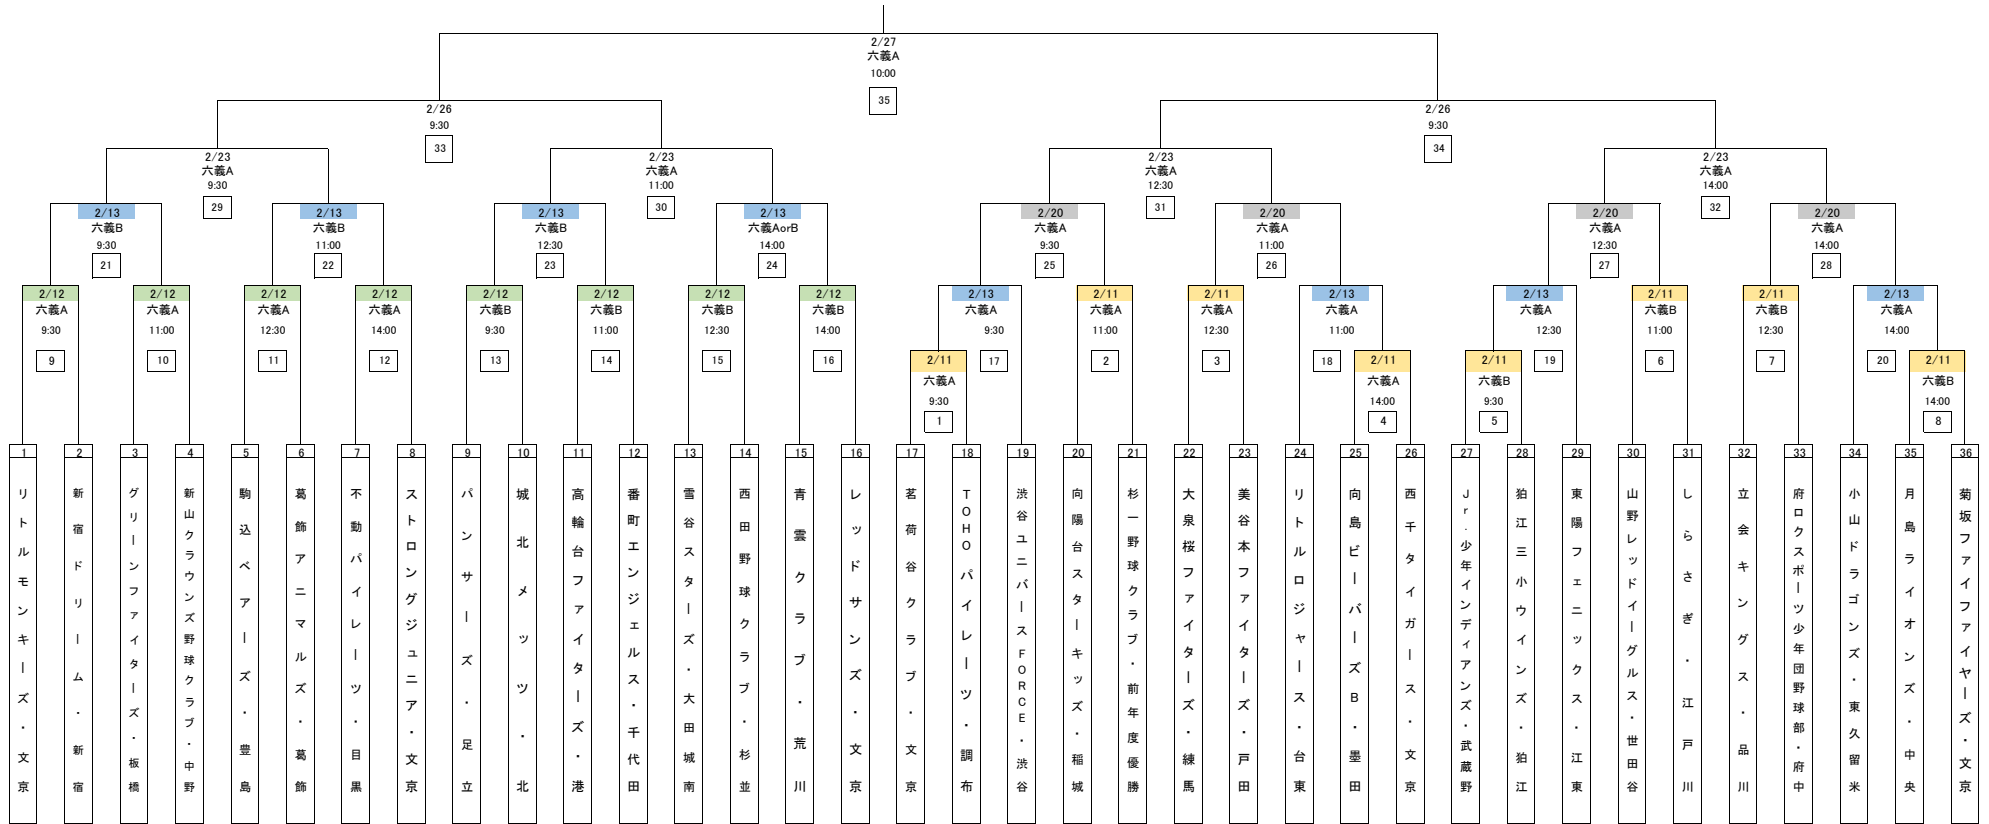 2/27
六義A
10:00
35
2/26
9:30
33
2/26
9:30
34
2/23
六義A
9:30
29
2/23
六義A
11:00
30
2/23
六義A
12:30
31
2/23
六義A
14:00
32
2/13
六義B
9:30
21
2/13
六義B
11:00
22
2/13
六義B
12:30
23
2/13
六義AorB
14:00
24
2/20
六義A
9:30
25
2/20
六義A
11:00
26
2/20
六義A
12:30
27
2/20
六義A
14:00
28
2/12
六義A
9:30
9
2/12
六義A
11:00
10
2/12
六義A
12:30
11
2/12
六義A
14:00
12
2/12
六義B
9:30
13
2/12
六義B
11:00
14
2/12
六義B
12:30
15
2/12
六義B
14:00
16
2/13
六義A
9:30
17
2/11
六義A
11:00
2
2/11
六義A
12:30
3
2/13
六義A
11:00
18
2/13
六義A
12:30
19
2/11
六義B
11:00
6
2/11
六義B
12:30
7
2/13
六義A
14:00
20
2/11
六義A
9:30
1
2/11
六義A
14:00
4
2/11
六義B
9:30
5
2/11
六義B
14:00
8
1
リトルモンキーズ・文京
2
新宿ドリーム・新宿
3
グリーンファイターズ・板橋
4
新山クラウンズ野球クラブ・中野
5
駒込ベアーズ・豊島
6
葛飾アニマルズ・葛飾
7
不動パイレーツ・目黒
8
ストロングジュニア・文京
9
パンサーズ・足立
10
城北メッツ・北
11
高輪台ファイターズ・港
12
番町エンジェルス・千代田
13
雪谷スターズ・大田城南
14
西田野球クラブ・杉並
15
青雲クラブ・荒川
16
レッドサンズ・文京
17
茗荷谷クラブ・文京
18
TOHOパイレーツ・調布
19
渋谷ユニバースFORCE・渋谷
20
向陽台スターキッズ・稲城
21
杉一野球クラブ・前年度優勝
22
大泉桜ファイターズ・練馬
23
美谷本ファイターズ・戸田
24
リトルロジャース・台東
25
向島ビーバーズB・墨田
26
西千タイガース・文京
27
Jr.少年インディアンズ・武蔵野
28
狛江三小ウインズ・狛江
29
東陽フェニックス・江東
30
山野レッドイーグルス・世田谷
31
しらさぎ・江戸川
32
立会キングス・品川
33
府ロクスポーツ少年団野球部・府中
34
小山ドラゴンズ・東久留米
35
月島ライオンズ・中央
36
菊坂ファイファイヤーズ・文京